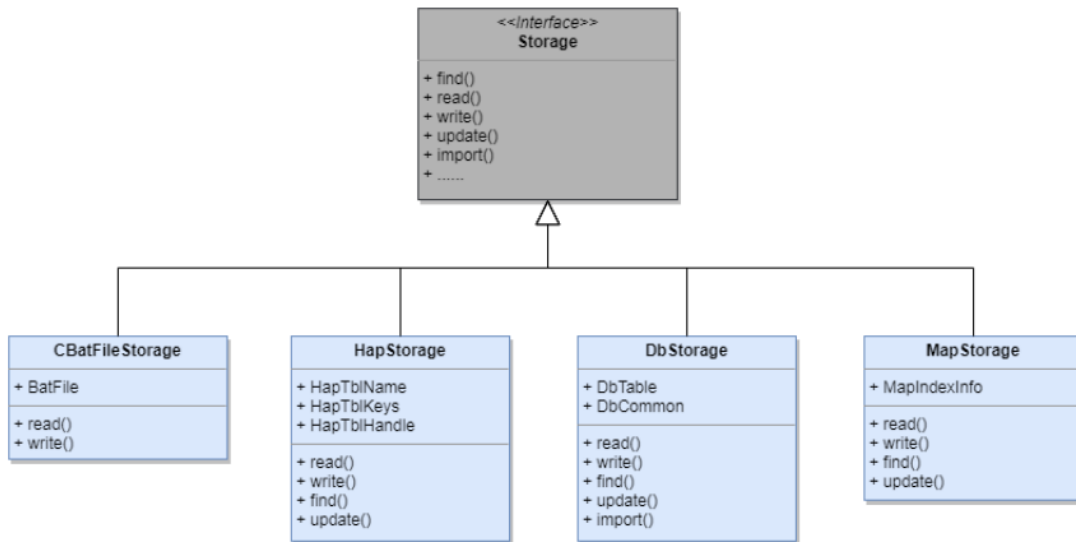 <<Interface>>
Storage
+ find()
+ read()
+ write()
+ update()
+ import()
+ ......
CBatFileStorage
+ BatFile
+ read()
+ write()
HapStorage
+ HapTblName
+ HapTblKeys
+ HapTblHandle
+ read()
+ write()
+ find()
+ update()
DbStorage
+ DbTable
+ DbCommon
+ read()
+ write()
+ find()
+ update()
+ import()
MapStorage
+ MapIndexInfo
+ read()
+ write()
+ find()
+ update()